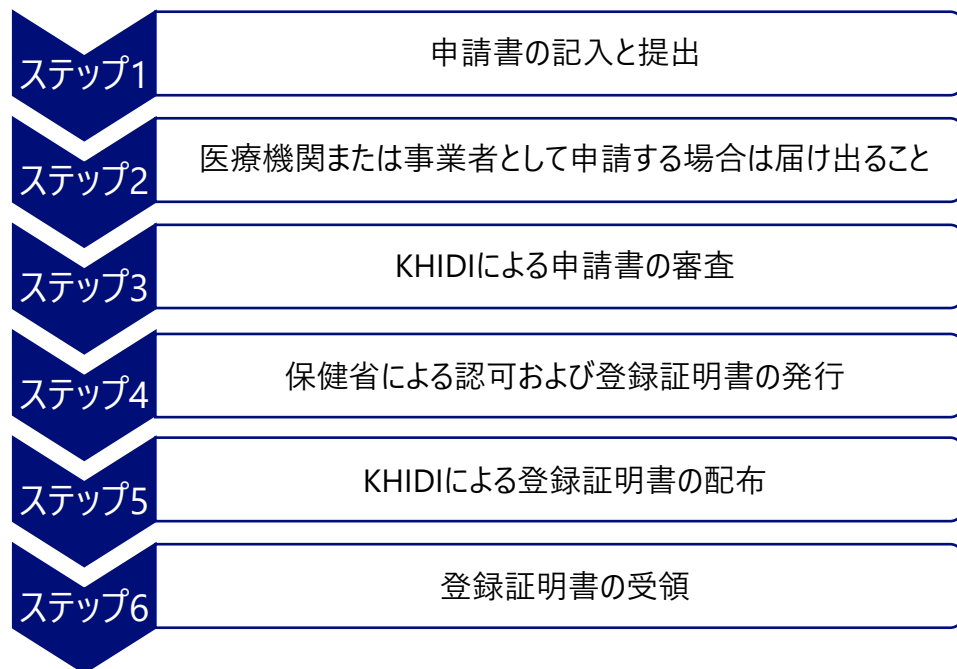 ステップ1
申請書の記入と提出
ステップ2
医療機関または事業者として申請する場合は届け出ること
ステップ3
KHIDIによる申請書の審査
ステップ4
保健省による認可および登録証明書の発行
ステップ5
KHIDIによる登録証明書の配布
ステップ6
登録証明書の受領